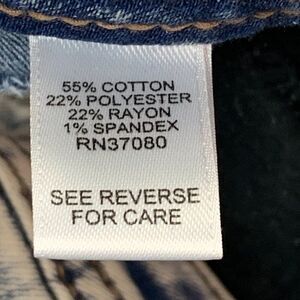 55% COTTON
22% POLYESTER
22% RAYON
1% SPANDEX
RN37080
SEE REVERSE
FOR CARE